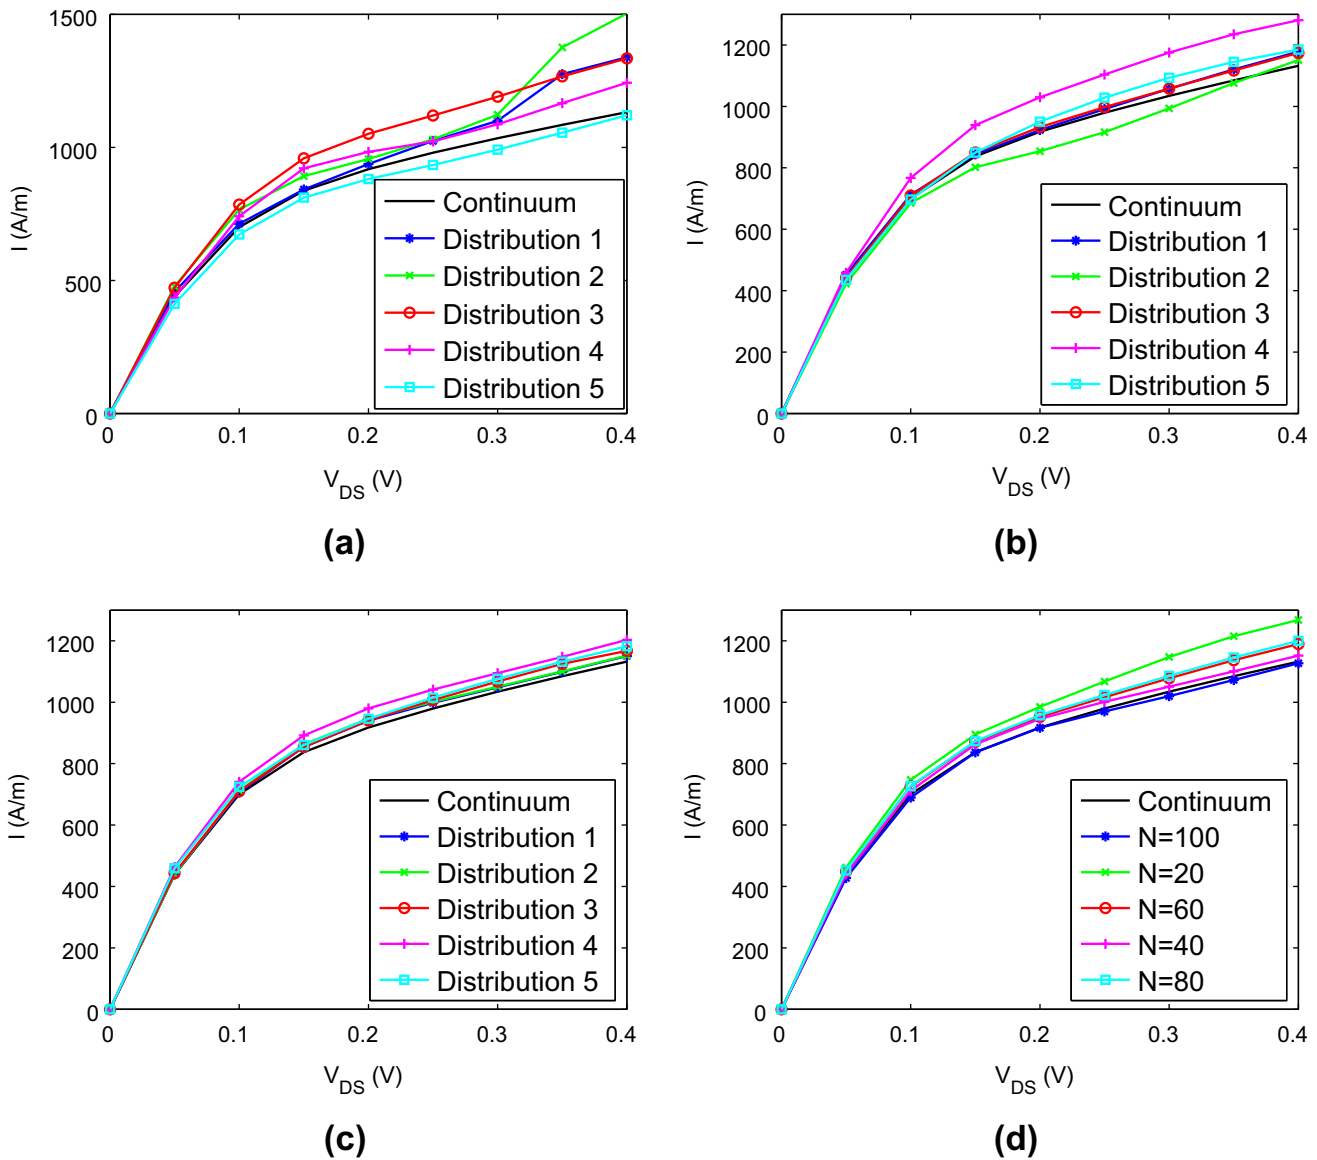 1500
1000
500
0
0
0.1
0.2
0.3
0.4
I (A/m)
V_DS (V)
Continuum
Distribution 1
Distribution 2
Distribution 3
Distribution 4
Distribution 5
(a)
1200
1000
800
600
400
200
0
0
0.1
0.2
0.3
0.4
I (A/m)
V_DS (V)
Continuum
Distribution 1
Distribution 2
Distribution 3
Distribution 4
Distribution 5
(b)
1200
1000
800
600
400
200
0
0
0.1
0.2
0.3
0.4
I (A/m)
V_DS (V)
Continuum
Distribution 1
Distribution 2
Distribution 3
Distribution 4
Distribution 5
(c)
1200
1000
800
600
400
200
0
0
0.1
0.2
0.3
0.4
I (A/m)
V_DS (V)
Continuum
N=100
N=20
N=60
N=40
N=80
(d)